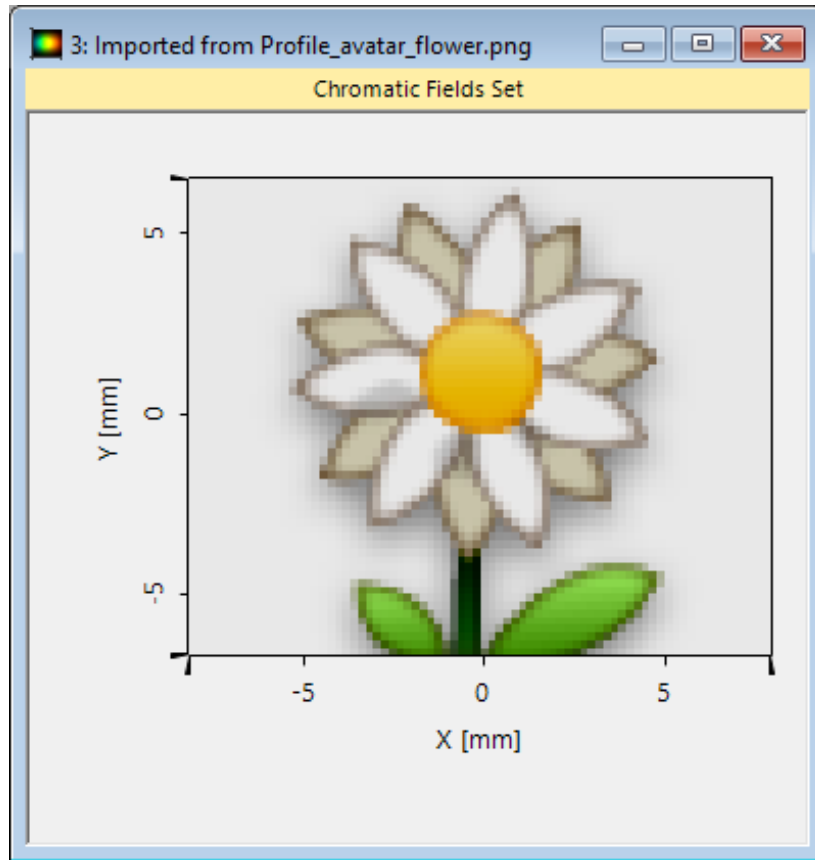 3: Imported from Profile_avatar_flower.png
Chromatic Fields Set
5
0
-5
Y [mm]
-5 0 5
X [mm]